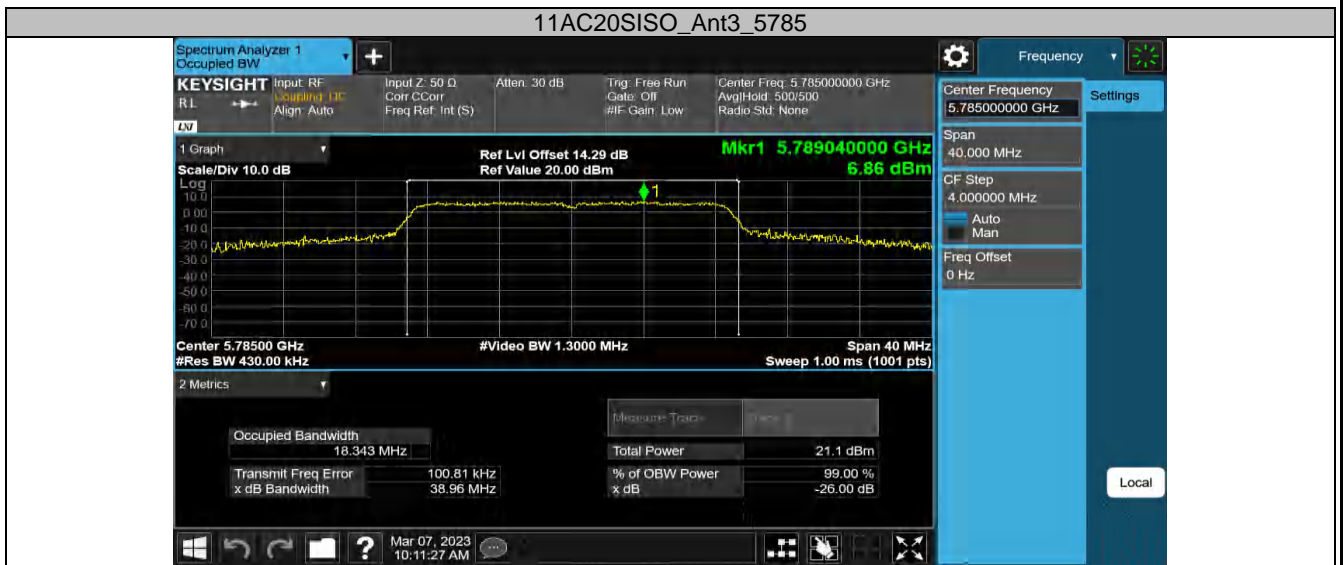 11AC20SISO_Ant3_5785
Spectrum Analyzer 1
Occupied BW
KEYSIGHT
RL
LXI
Input: RF
Coupling: DC
Align: Auto
Input Z: 50 Ω
Corr CCorr
Freq Ref: Int (S)
Atten: 30 dB
Trig: Free Run
Gate: Off
#IF Gain: Low
Center Freq: 5.785000000 GHz
Avg|Hold: 500/500
Radio Std: None
1 Graph
Scale/Div 10.0 dB
Ref Lvl Offset 14.29 dB
Ref Value 20.00 dBm
Mkr1 5.789040000 GHz
6.86 dBm
Log
10.0
0.00
-10.0
-20.0
-30.0
-40.0
-50.0
-60.0
-70.0
1
Center 5.78500 GHz
#Res BW 430.00 kHz
#Video BW 1.3000 MHz
Span 40 MHz
Sweep 1.00 ms (1001 pts)
2 Metrics
Measure Trace
Occupied Bandwidth
18.343 MHz
Total Power 21.1 dBm
Transmit Freq Error 100.81 kHz
% of OBW Power 99.00 %
x dB Bandwidth 38.96 MHz
x dB -26.00 dB
Mar 07, 2023
10:11:27 AM
Frequency
Settings
Center Frequency
5.785000000 GHz
Span
40.000 MHz
CF Step
4.000000 MHz
Auto
Man
Freq Offset
0 Hz
Local